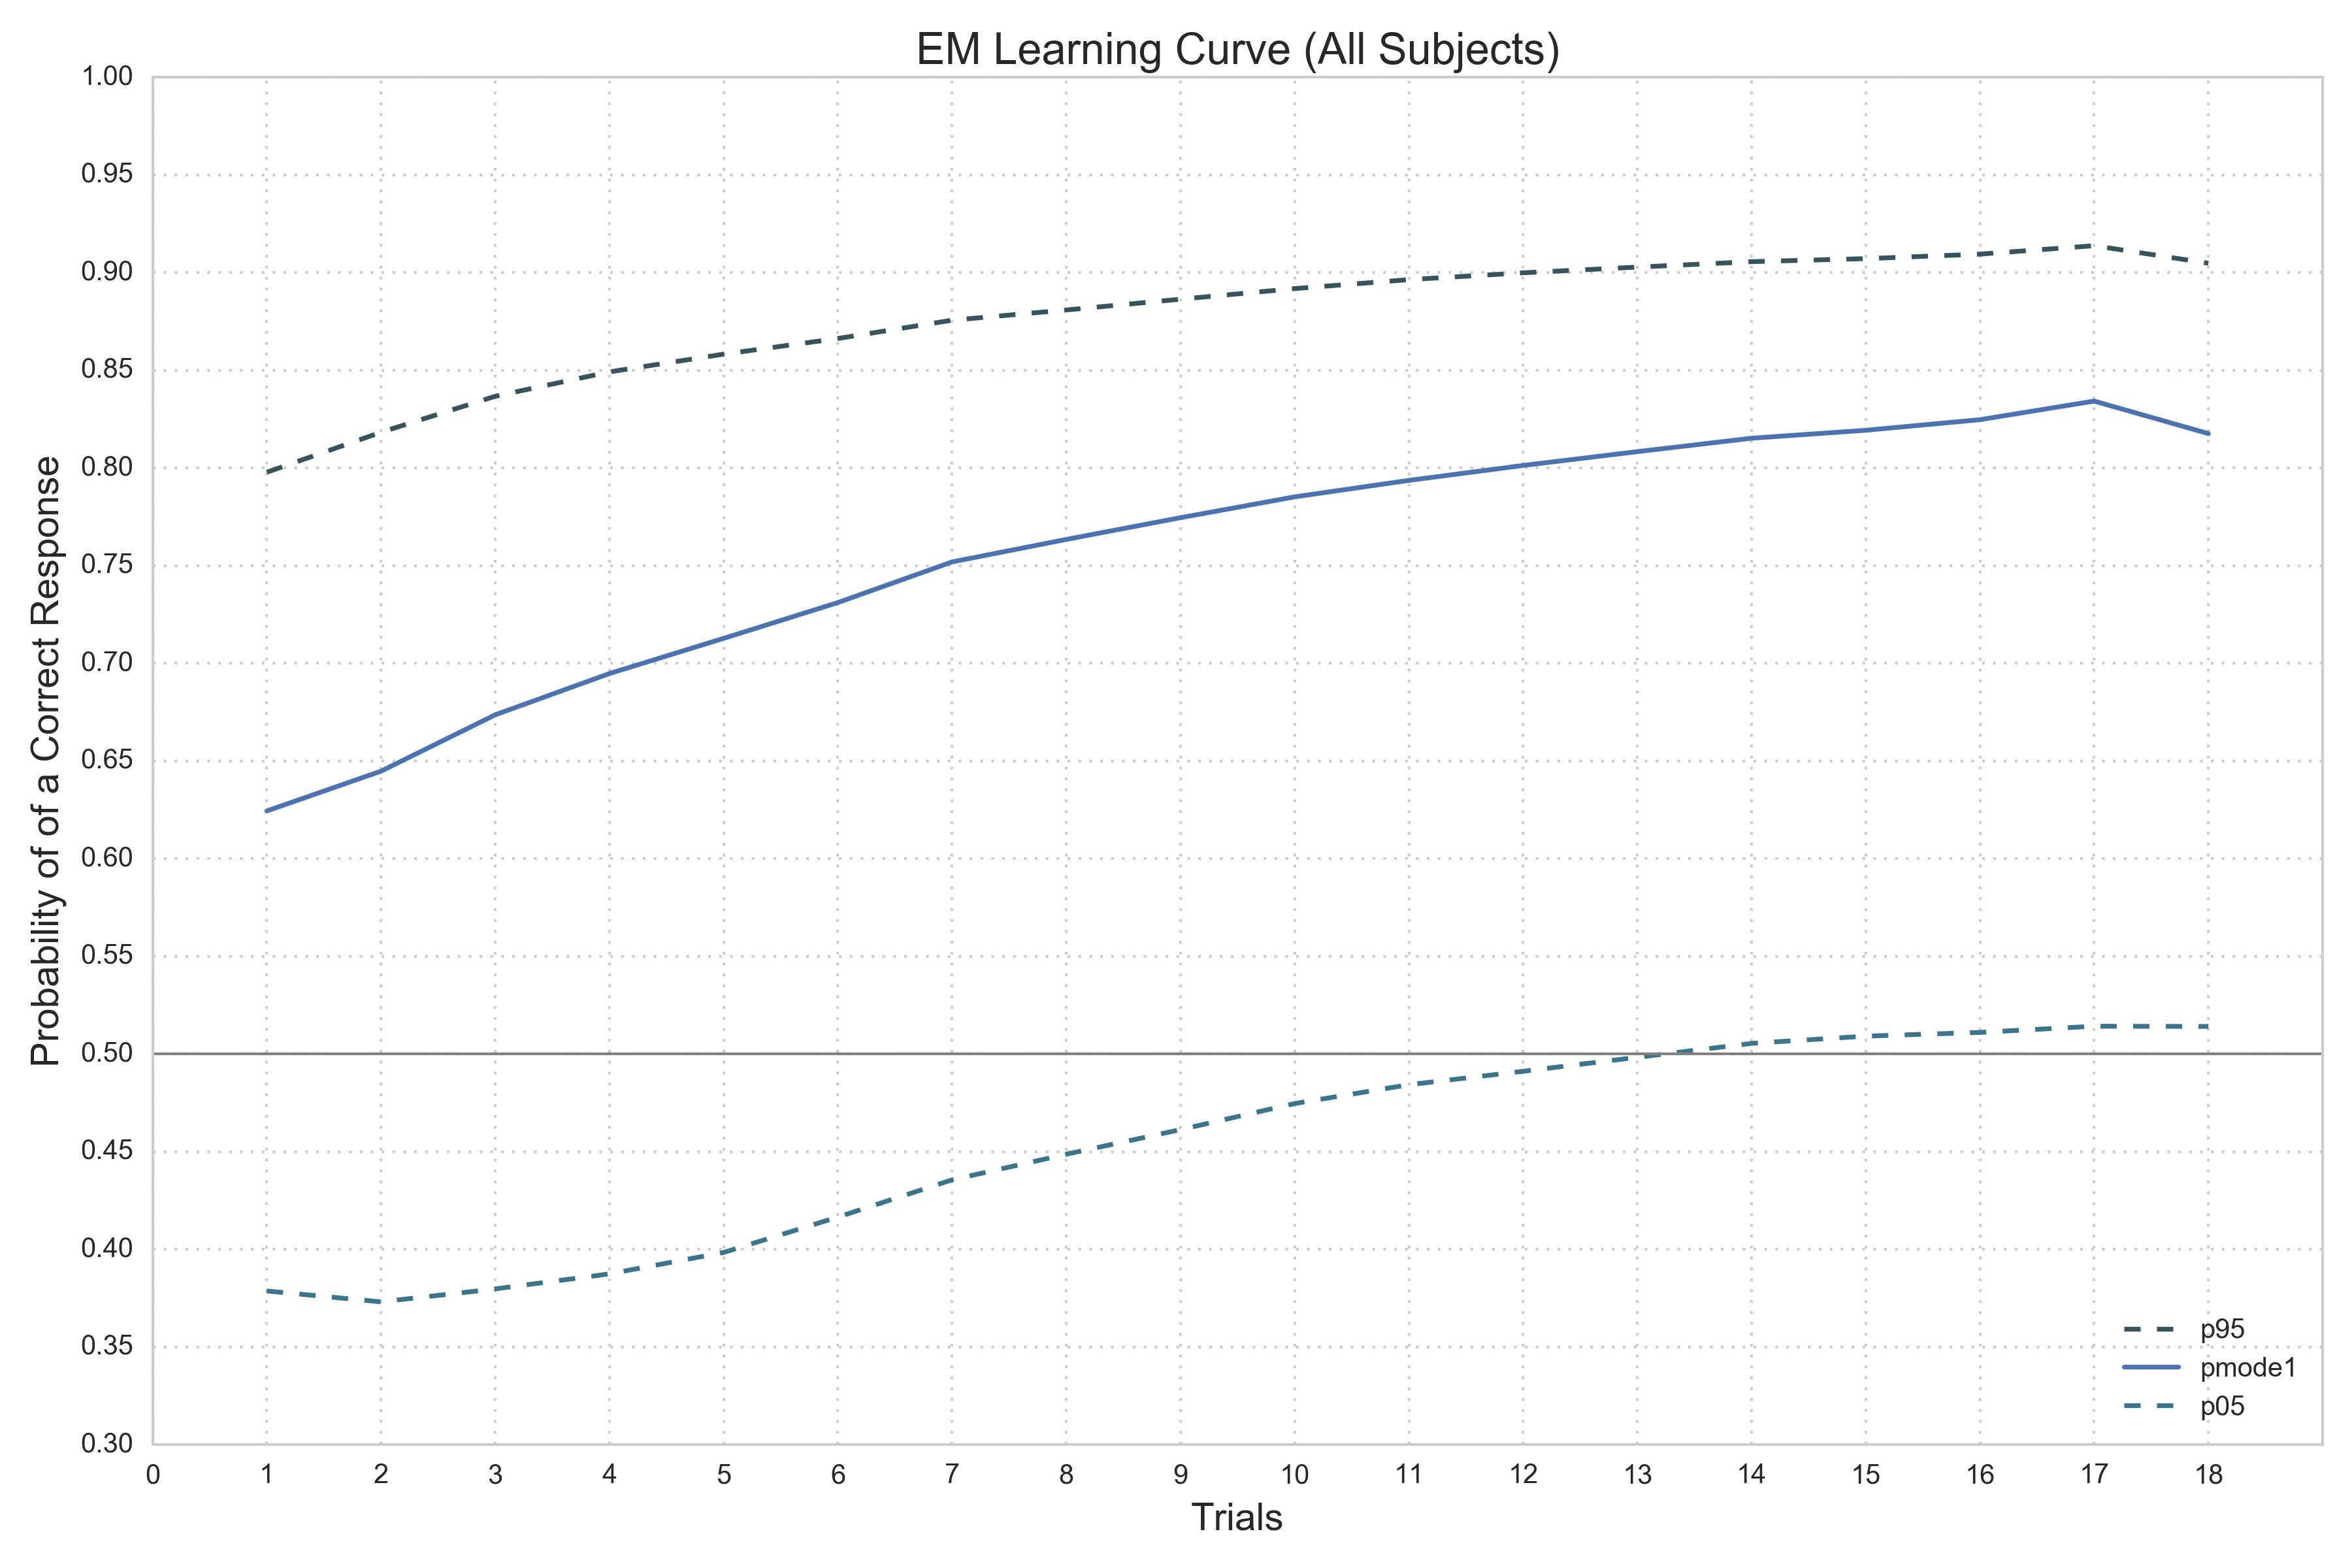 EM Learning Curve (All Subjects)
Probability of of a Correct Response
1.00
0.95
0.90
0.85
0.80
0.75
0.70
0.65
0.60
0.55
0.50
0.45
0.40
0.35
0.30
p95
pmode1
p05
0 1 2 3 4 5 6 7 8 9 10 11 12 13 14 15 16 17 18
Trials